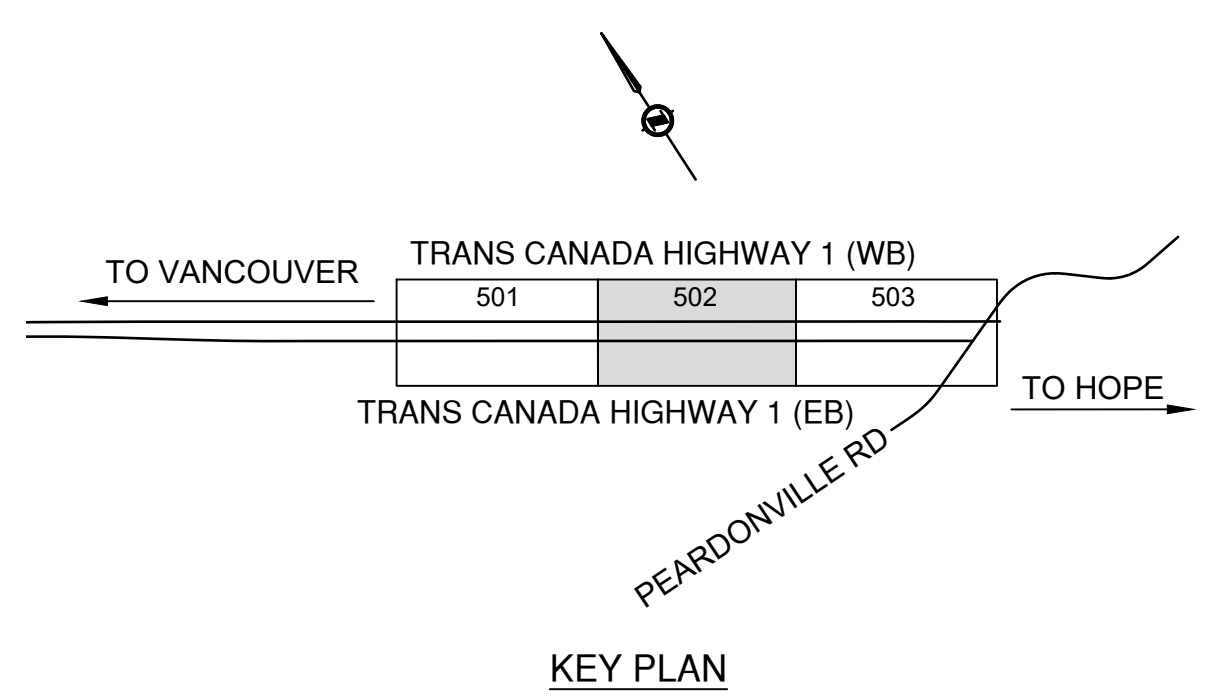 TRANS CANADA HIGHWAY 1 (WB)
TO VANCOUVER
501 502 503
TO HOPE
TRANS CANADA HIGHWAY 1 (EB)
PEARDONVILLE RD
KEY PLAN